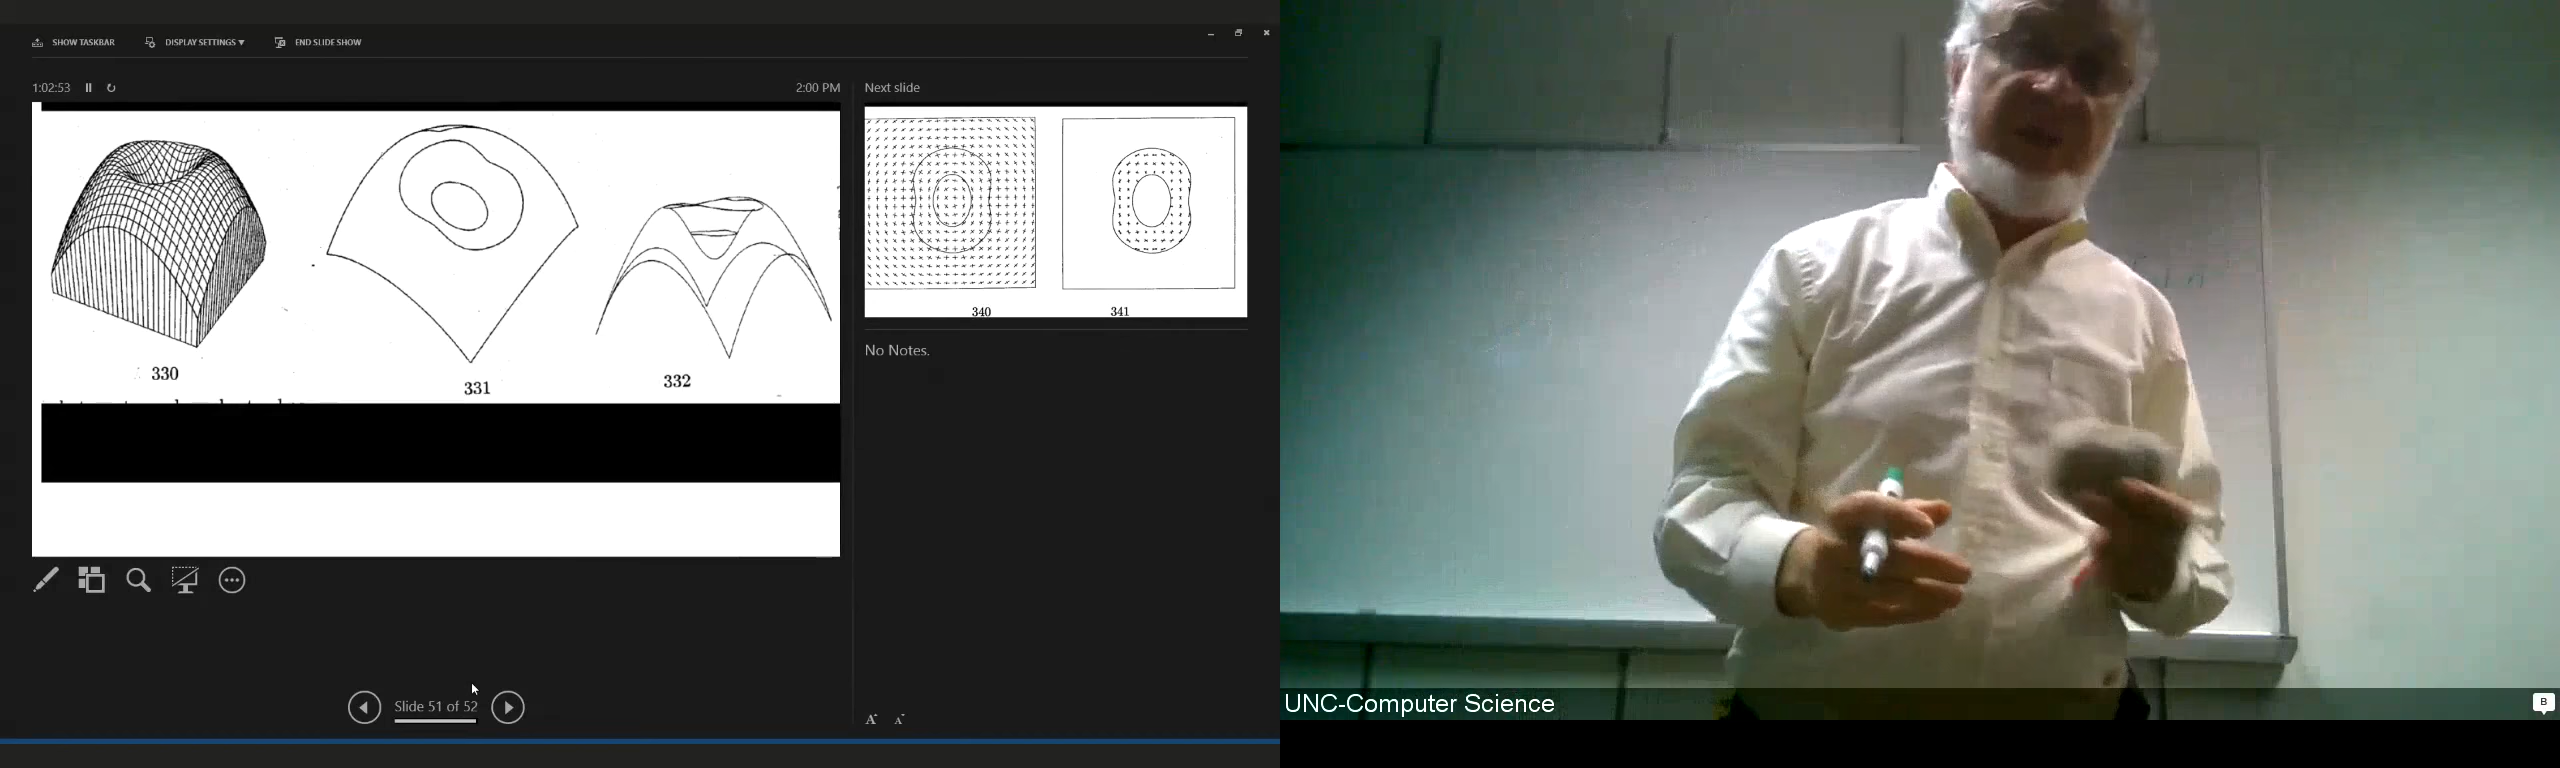 SHOW TASKBAR DISPLAY SETTINGS ▼ END SLIDE SHOW
1:02:53 2:00 PM
Next slide
330
331
332
340 341
No Notes.
Slide 51 of 52
A A
UNC-Computer Science
B